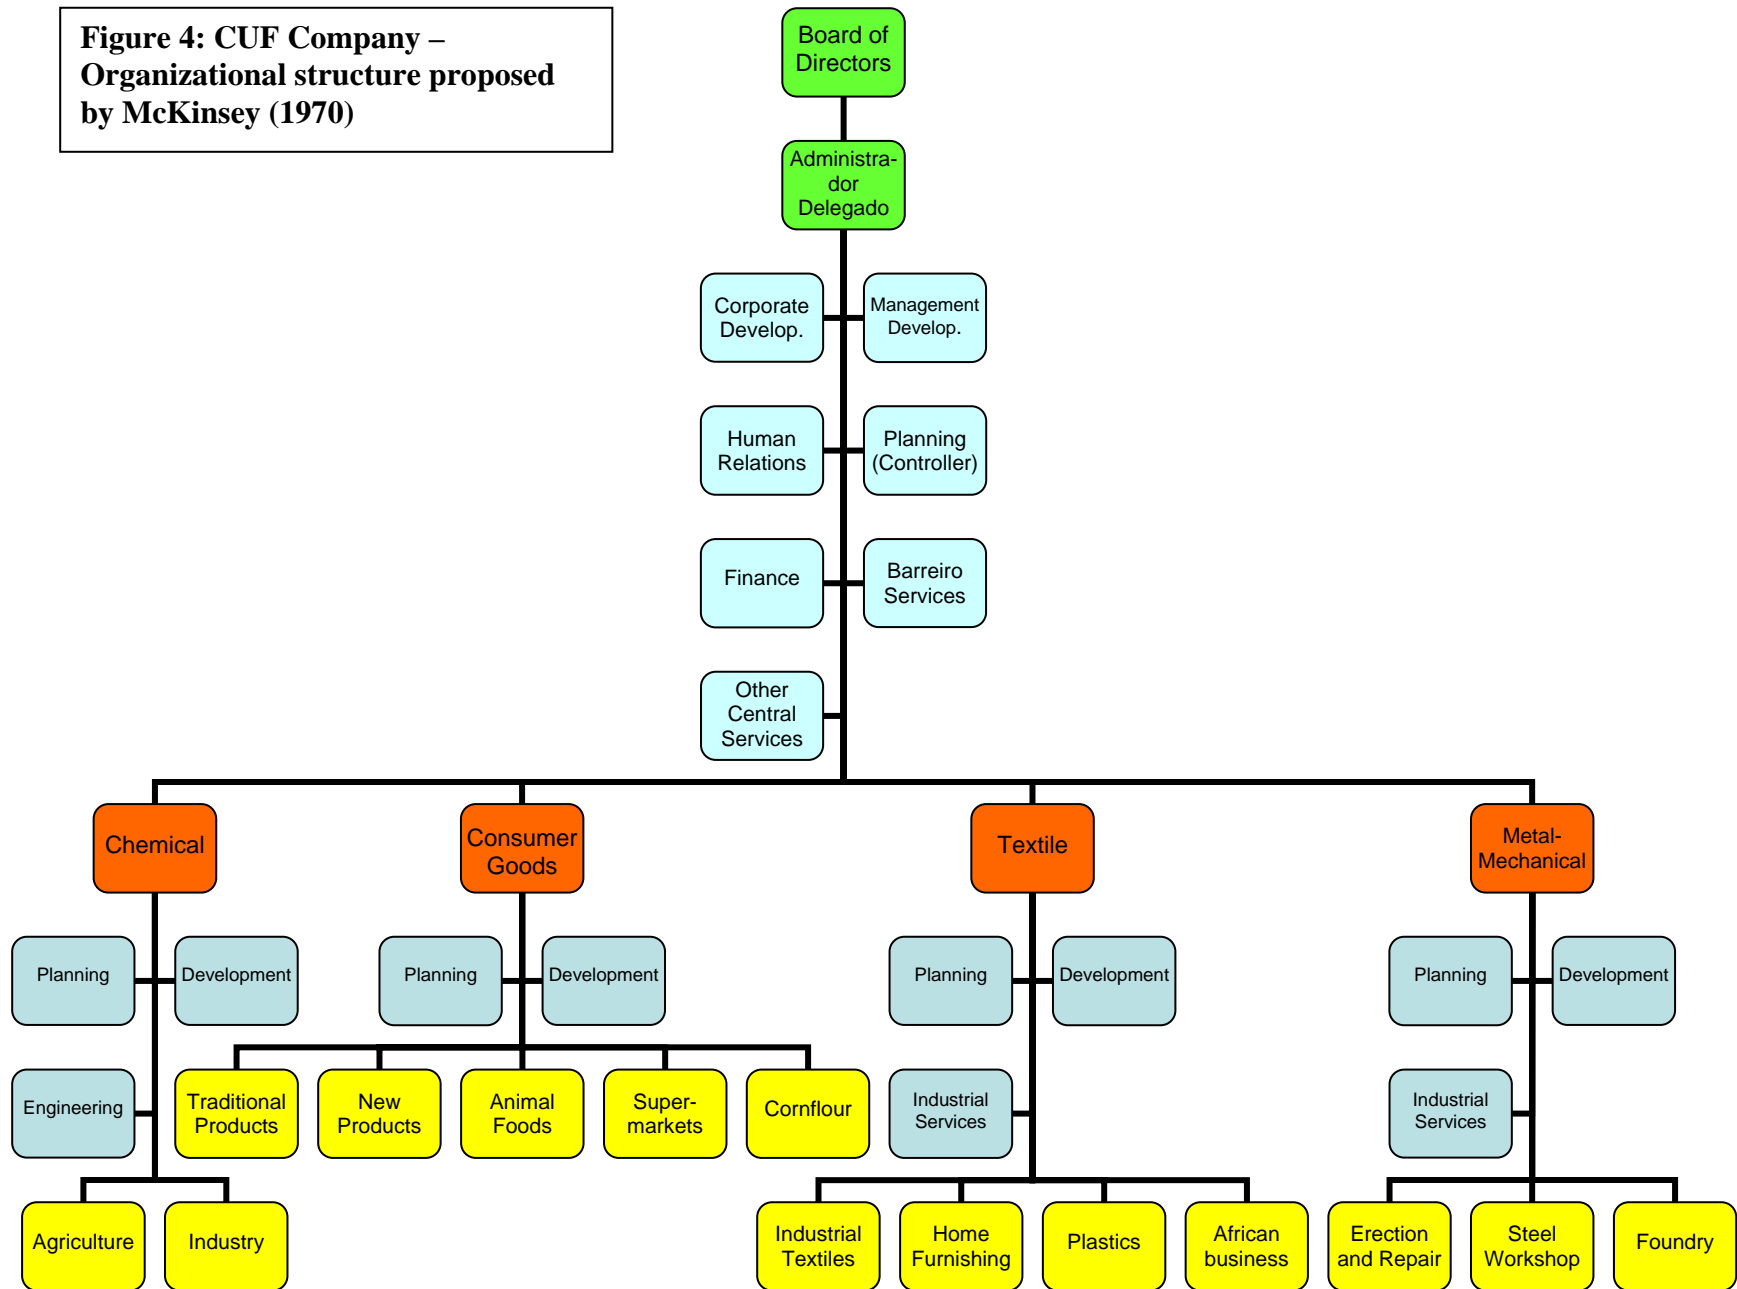 Figure 4: CUF Company –
Organizational structure proposed
by McKinsey (1970)
Board of
Directors
Administra-
dor
Delegado
Corporate
Develop.
Management
Develop.
Human
Relations
Planning
(Controller)
Finance
Barreiro
Services
Other
Central
Services
Chemical
Consumer
Goods
Textile
Metal-
Mechanical
Planning
Development
Planning
Development
Planning
Development
Planning
Development
Engineering
Traditional
Products
New
Products
Animal
Foods
Super-
markets
Cornflour
Industrial
Services
Industrial
Services
Agriculture
Industry
Industrial
Textiles
Home
Furnishing
Plastics
African
business
Erection
and Repair
Steel
Workshop
Foundry